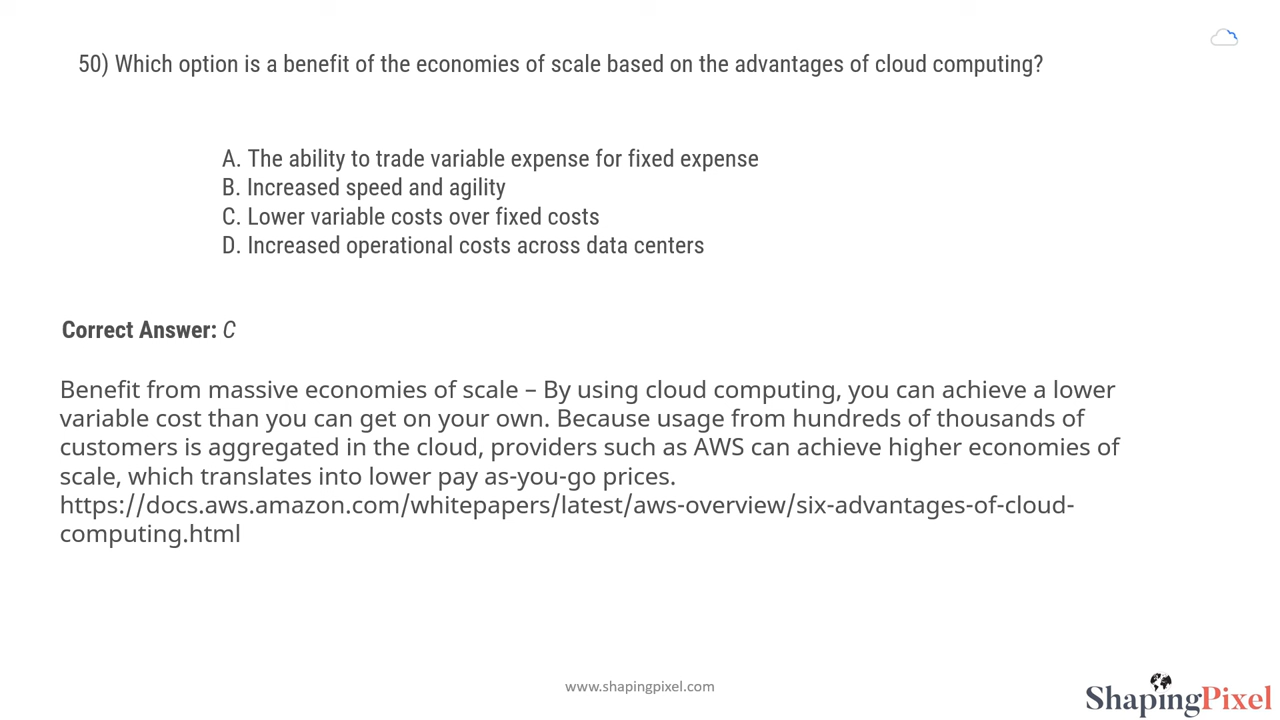 50) Which option is a benefit of the economies of scale based on the advantages of cloud computing?
A. The ability to trade variable expense for fixed expense
B. Increased speed and agility
C. Lower variable costs over fixed costs
D. Increased operational costs across data centers
Correct Answer: C
Benefit from massive economies of scale – By using cloud computing, you can achieve a lower
variable cost than you can get on your own. Because usage from hundreds of thousands of
customers is aggregated in the cloud, providers such as AWS can achieve higher economies of
scale, which translates into lower pay as-you-go prices.
https://docs.aws.amazon.com/whitepapers/latest/aws-overview/six-advantages-of-cloud-
computing.html
www.shapingpixel.com
ShapingPixel